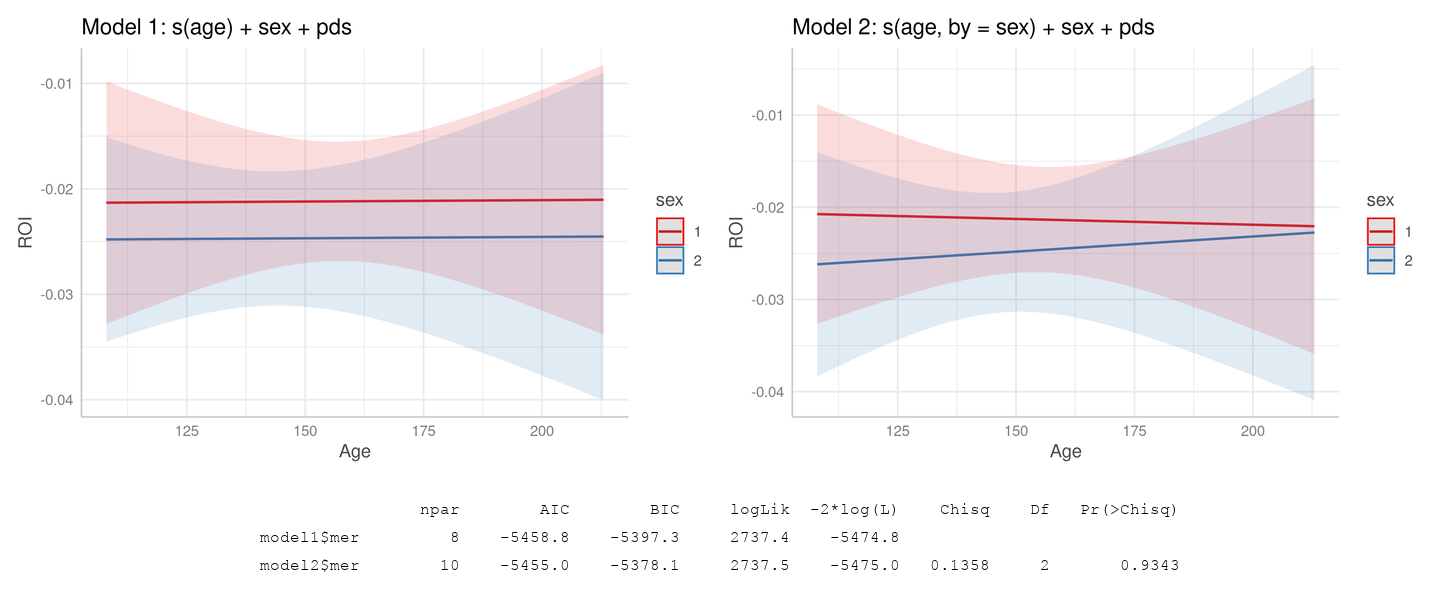 Model 1: s(age) + sex + pds
-0.01
-0.02
-0.03
-0.04
ROI
125 150 175 200
Age
sex
1
2
Model 2: s(age, by = sex) + sex + pds
-0.01
-0.02
-0.03
-0.04
ROI
125 150 175 200
Age
sex
1
2
npar AIC BIC logLik -2*log(L) Chisq Df Pr(>Chisq)
model1$mer 8 -5458.8 -5397.3 2737.4 -5474.8
model2$mer 10 -5455.0 -5378.1 2737.5 -5475.0 0.1358 2 0.9343